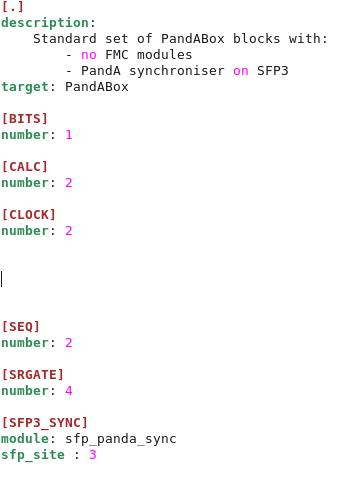 [.]
description:
    Standard set of PandABox blocks with:
        - no FMC modules
        - PandA synchroniser on SFP3
target: PandABox

[BITS]
number: 1

[CALC]
number: 2

[CLOCK]
number: 2

[SEQ]
number: 2

[SRGATE]
number: 4

[SFP3_SYNC]
module: sfp_panda_sync
sfp_site : 3